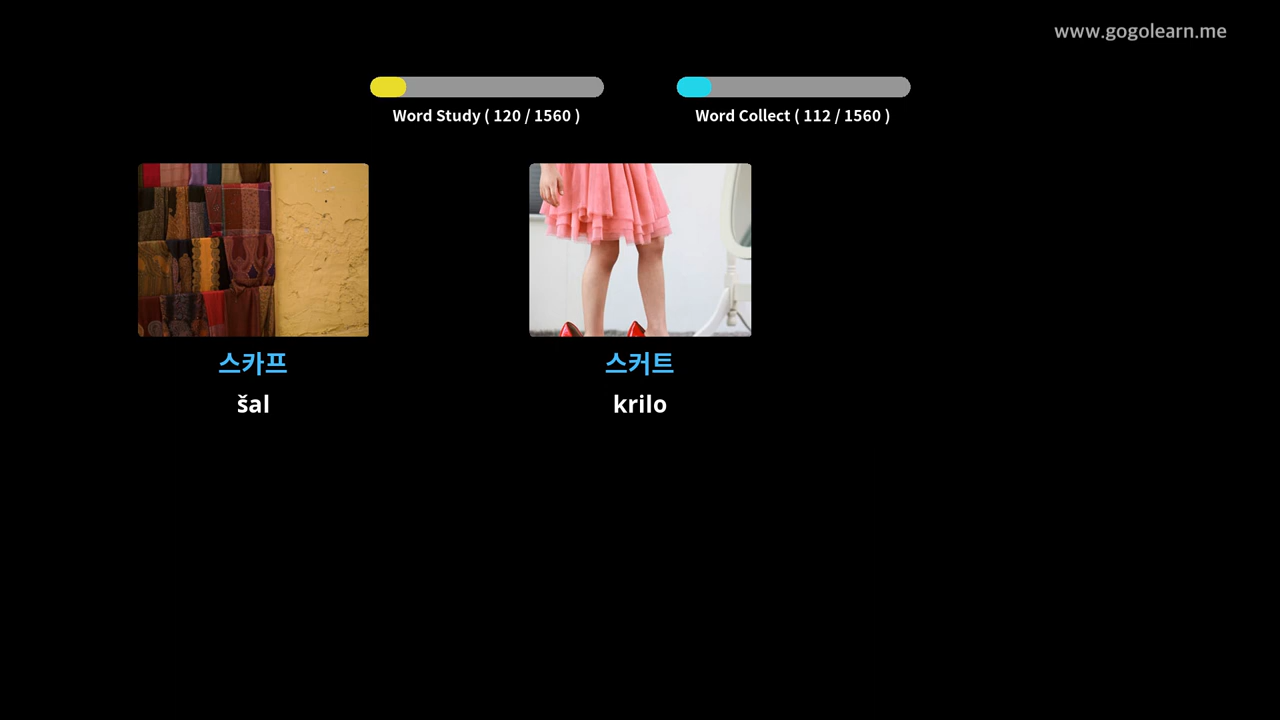 www.gogolearn.me
Word Study ( 120 / 1560 )
Word Collect ( 112 / 1560 )
스카프
šal
스커트
krilo